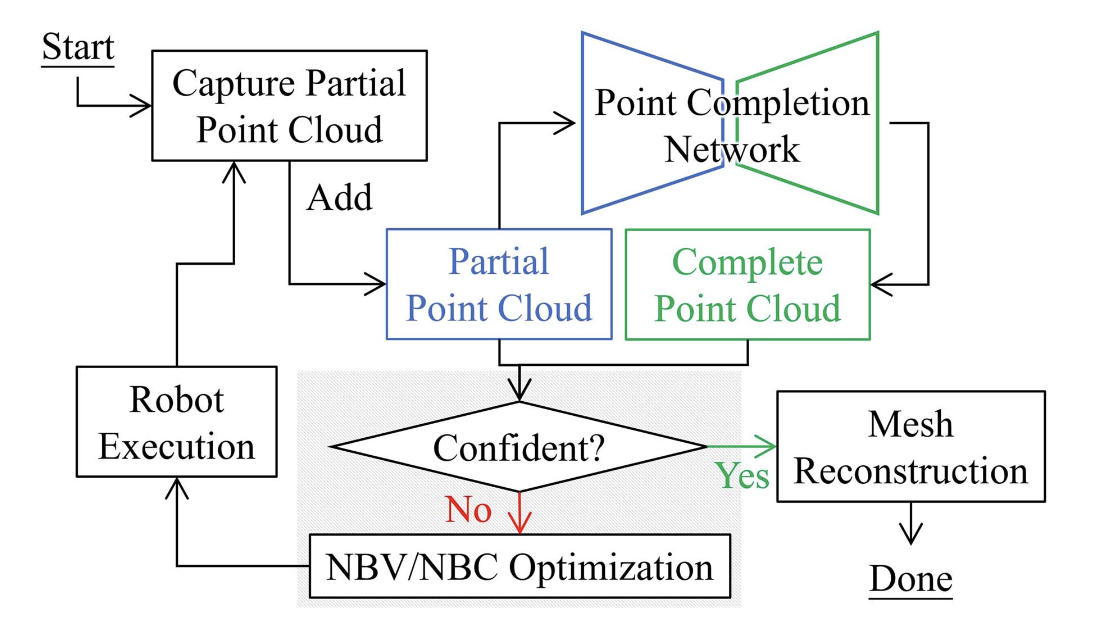 Start
Capture Partial
Point Cloud
Add
Point Completion
Network
Partial
Point Cloud
Complete
Point Cloud
Confident?
Yes
No
NBV/NBC Optimization
Robot
Execution
Mesh
Reconstruction
Done